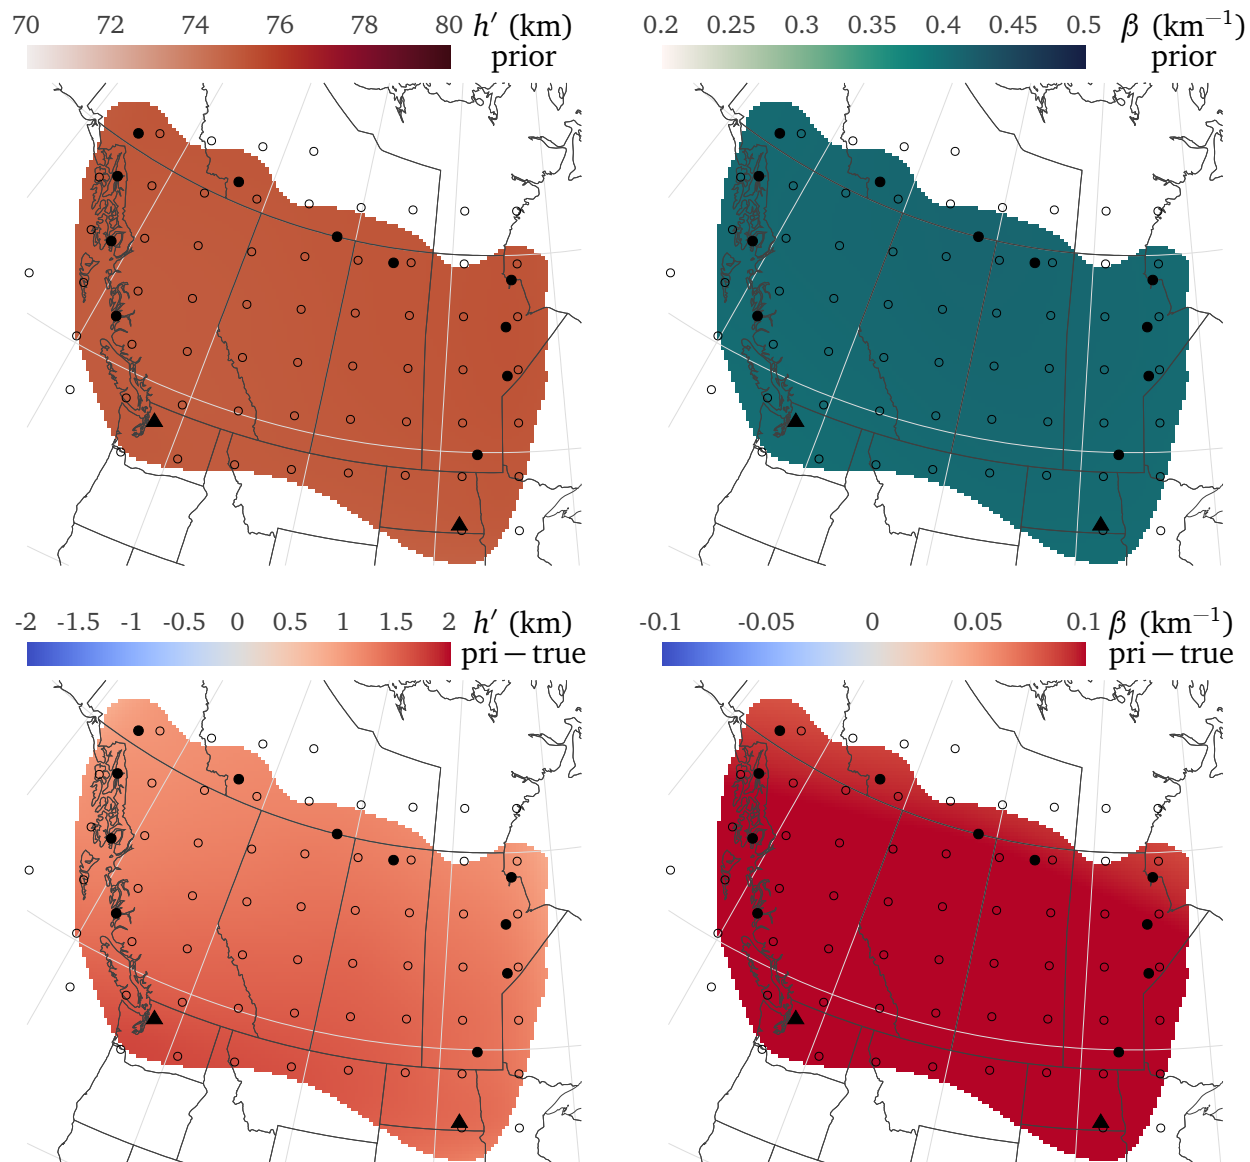 70 72 74 76 78 80 h′ (km)
prior
0.2 0.25 0.3 0.35 0.4 0.45 0.5 β (km⁻¹)
prior
-2 -1.5 -1 -0.5 0 0.5 1 1.5 2 h′ (km)
pri − true
-0.1 -0.05 0 0.05 0.1 β (km⁻¹)
pri − true